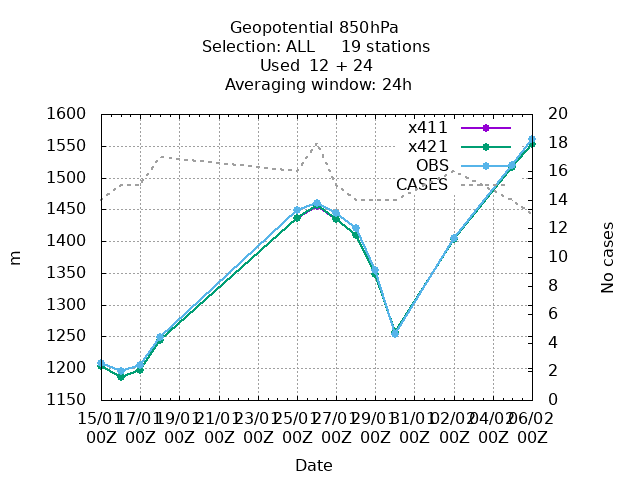 Geopotential 850hPa
Selection: ALL 19 stations
Used 12 + 24
Averaging window: 24h
1600
1550
1500
1450
1400
1350
1300
1250
1200
1150
m
x411
x421
OBS
CASES
20
18
16
14
12
10
8
6
4
2
0
No cases
15/01 17/01 19/01 21/01 23/01 25/01 27/01 29/01 31/01 02/02 04/02 06/02
00Z 00Z 00Z 00Z 00Z 00Z 00Z 00Z 00Z 00Z 00Z 00Z
Date